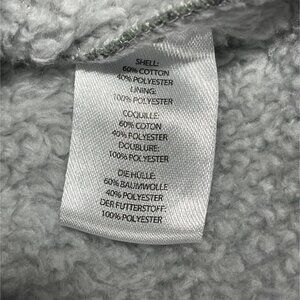 SHELL:
60% COTTON
40% POLYESTER
LINING:
100% POLYESTER
COQUILLE:
60% COTON
40% POLYESTER
DOUBLURE:
100% POLYESTER
DIE HÜLLE:
60% BAUMWOLLE
40% POLYESTER
DER FUTTERSTOFF:
100% POLYESTER